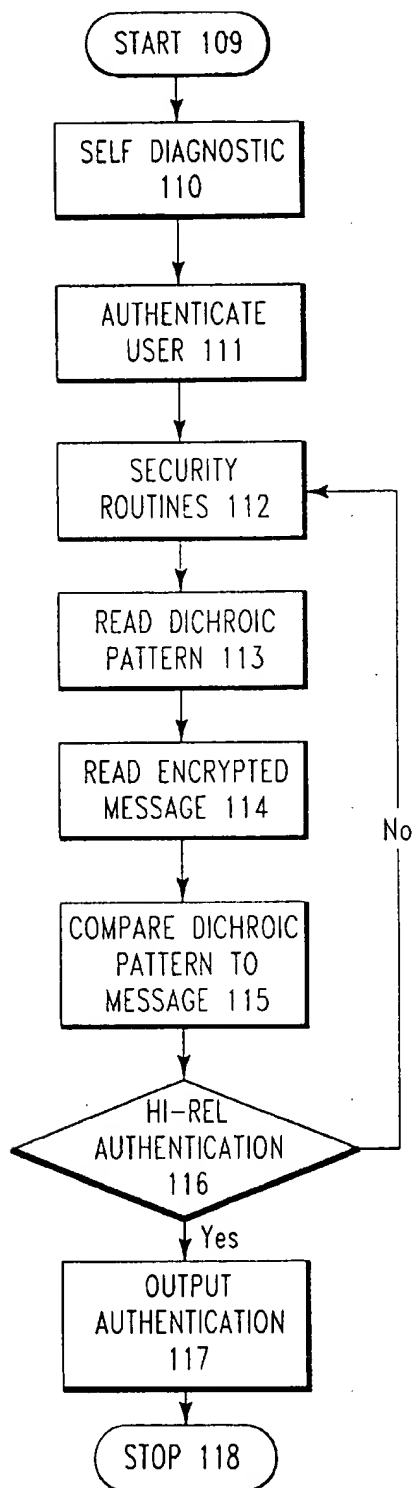 START 109
SELF DIAGNOSTIC
110
AUTHENTICATE
USER 111
SECURITY
ROUTINES 112
READ DICHROIC
PATTERN 113
READ ENCRYPTED
MESSAGE 114
No
COMPARE DICHROIC
PATTERN TO
MESSAGE 115
HI-REL
AUTHENTICATION
116
Yes
OUTPUT
AUTHENTICATION
117
STOP 118